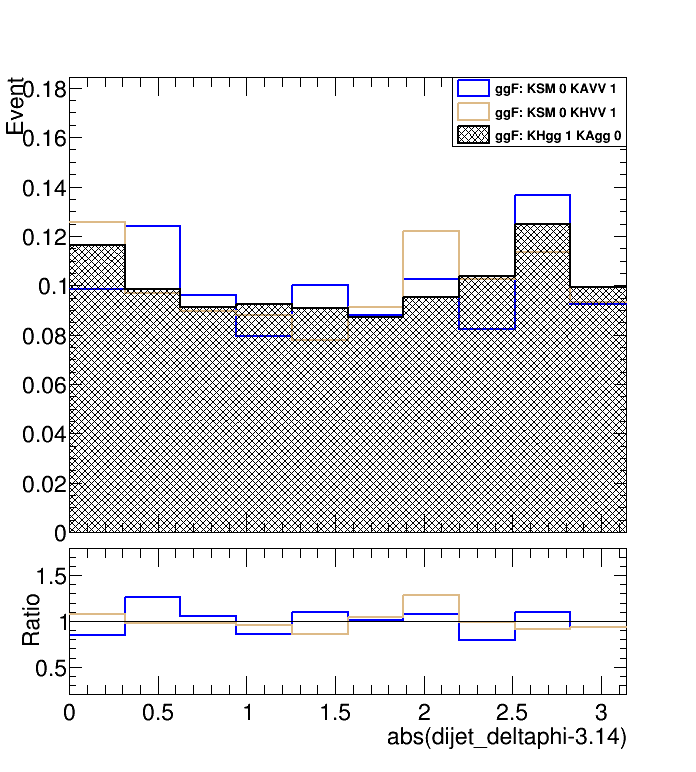 Event
0.18
0.16
0.14
0.12
0.1
0.08
0.06
0.04
0.02
0
ggF: KSM 0 KAVV 1
ggF: KSM 0 KHVV 1
ggF: KHgg 1 KAgg 0
Ratio
1.5
1
0.5
0 0.5 1 1.5 2 2.5 3
abs(dijet_deltaphi-3.14)